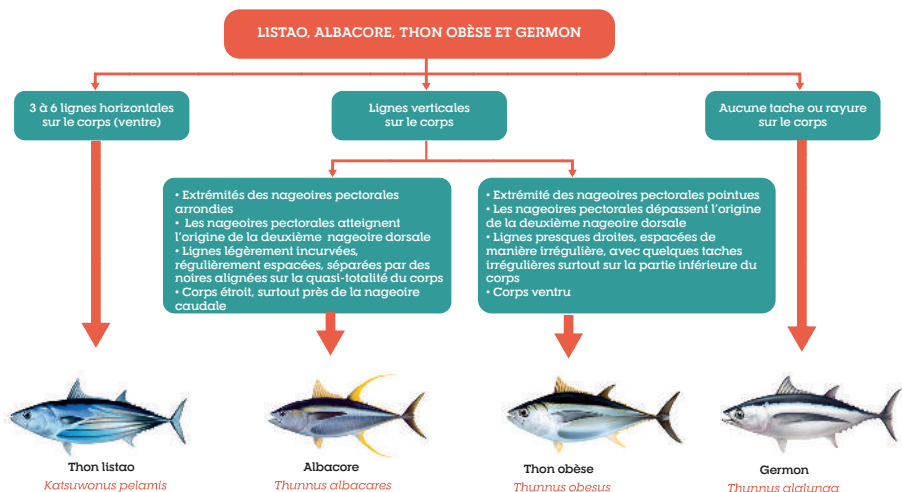 LISTAO, ALBACORE, THON OBÈSE ET GERMON
3 à 6 lignes horizontales
sur le corps (ventre)
Lignes verticales
sur le corps
Aucune tache ou rayure
sur le corps
• Extrémités des nageoires pectorales
arrondies
• Les nageoires pectorales atteignent
l'origine de la deuxième nageoire dorsale
• Lignes légèrement incurvées,
régulièrement espacées, séparées par des
noires alignées sur la quasi-totalité du corps
• Corps étroit, surtout près de la nageoire
caudale
• Extrémité des nageoires pectorales pointues
• Les nageoires pectorales dépassent l'origine
de la deuxième nageoire dorsale
• Lignes presques droites, espacées de
manière irrégulière, avec quelques taches
irrégulières surtout sur la partie inférieure du
corps
• Corps ventru
Thon listao
Katsuwonus pelamis
Albacore
Thunnus albacares
Thon obèse
Thunnus obesus
Germon
Thunnus alalunga